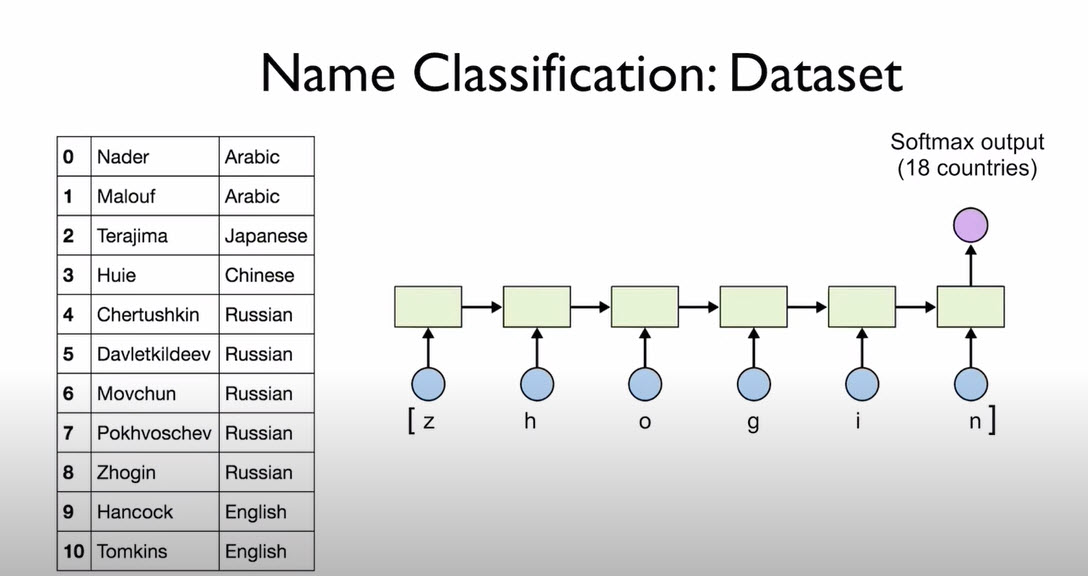 Name Classification: Dataset
0 Nader Arabic
1 Malouf Arabic
2 Terajima Japanese
3 Huie Chinese
4 Chertushkin Russian
5 Davletkildeev Russian
6 Movchun Russian
7 Pokhvoschev Russian
8 Zhogin Russian
9 Hancock English
10 Tomkins English
Softmax output
(18 countries)
[ z h o g i n ]